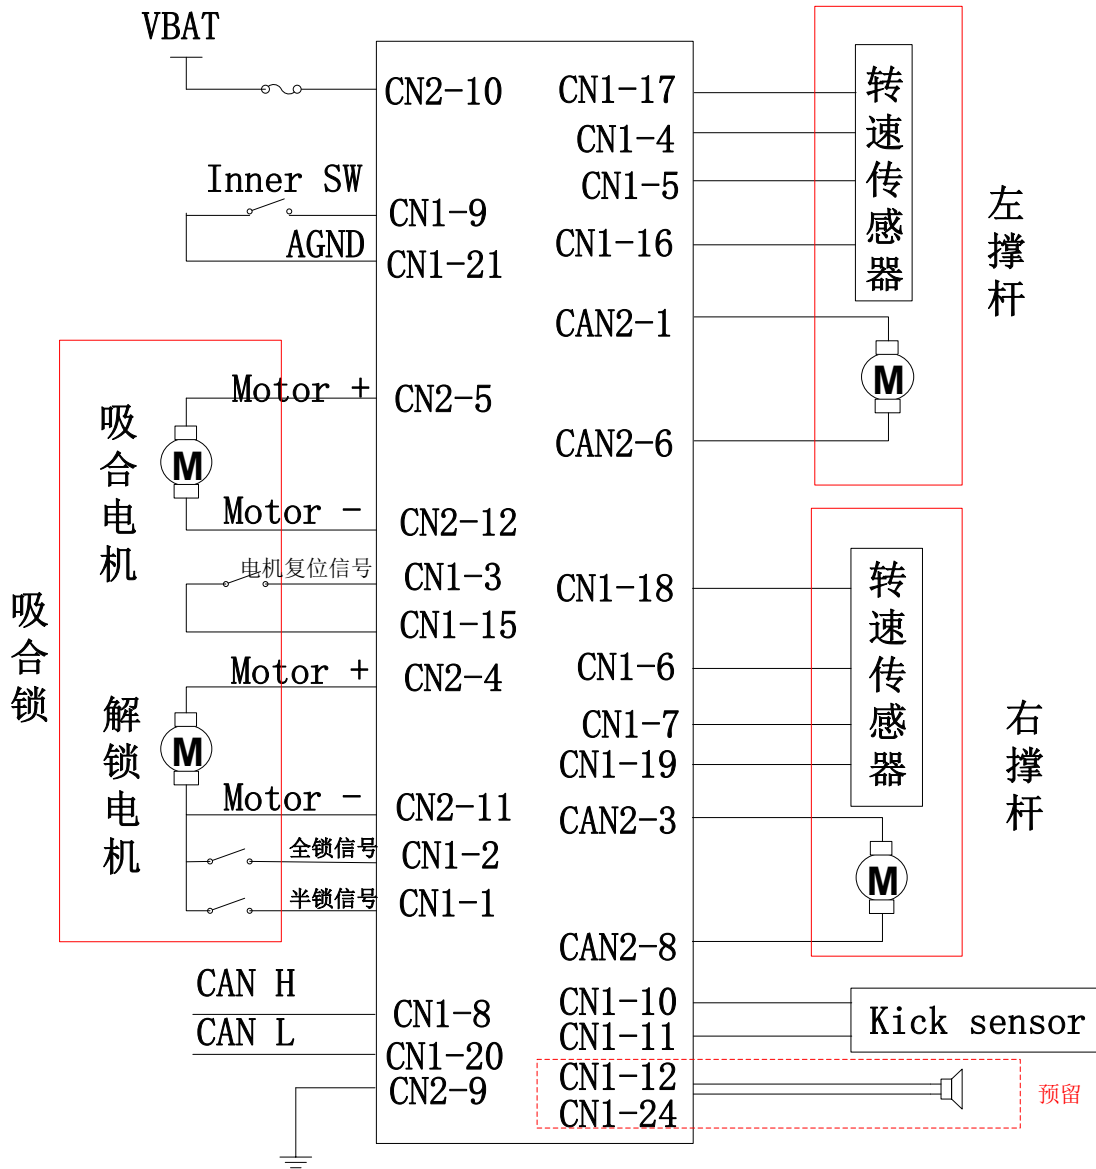 VBAT
CN2-10
Inner SW
CN1-9
AGND
CN1-21
Motor +
CN2-5
吸合电机
Motor -
CN2-12
电机复位信号
CN1-3
CN1-15
吸合锁
Motor +
CN2-4
解锁电机
Motor -
CN2-11
全锁信号
CN1-2
半锁信号
CN1-1
M
M
CAN H
CN1-8
CAN L
CN1-20
CN2-9
CN1-17
CN1-4
CN1-5
CN1-16
转速传感器
左撑杆
CAN2-1
M
CAN2-6
CN1-18
CN1-6
CN1-7
CN1-19
转速传感器
右撑杆
CAN2-3
M
CAN2-8
CN1-10
CN1-11
Kick sensor
CN1-12
CN1-24
预留